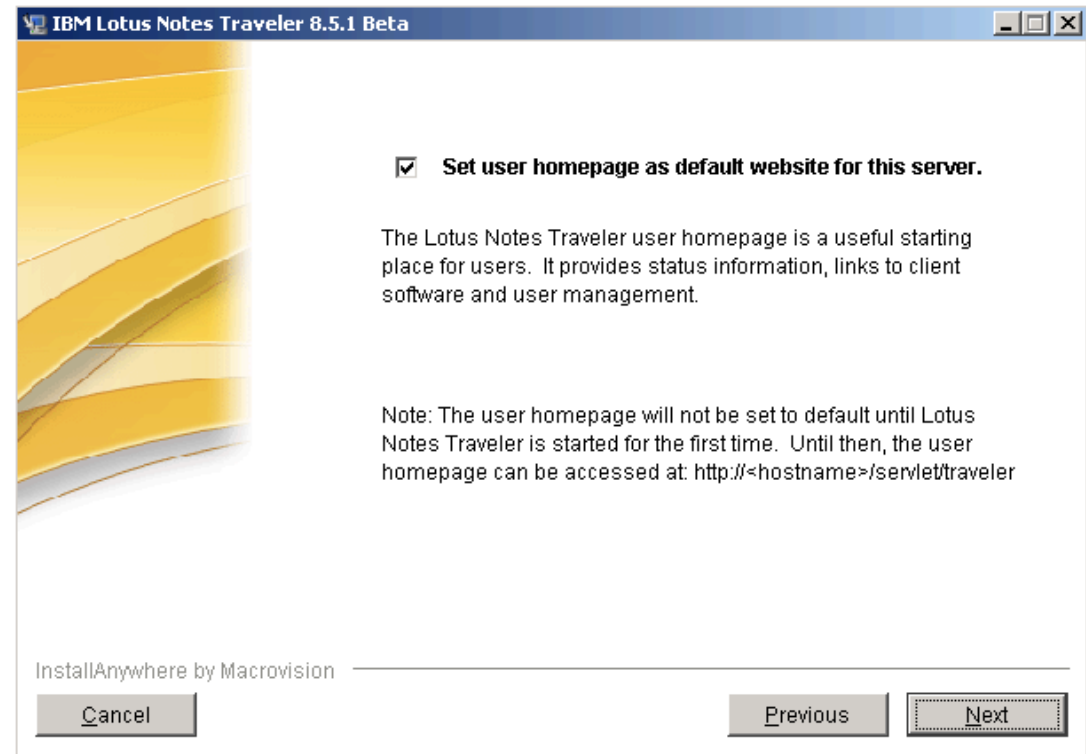 IBM Lotus Notes Traveler 8.5.1 Beta
Set user homepage as default website for this server.
The Lotus Notes Traveler user homepage is a useful starting
place for users.  It provides status information, links to client
software and user management.
Note: The user homepage will not be set to default until Lotus
Notes Traveler is started for the first time.  Until then, the user
homepage can be accessed at: http://<hostname>/servlet/traveler
InstallAnywhere by Macrovision
Cancel
Previous
Next